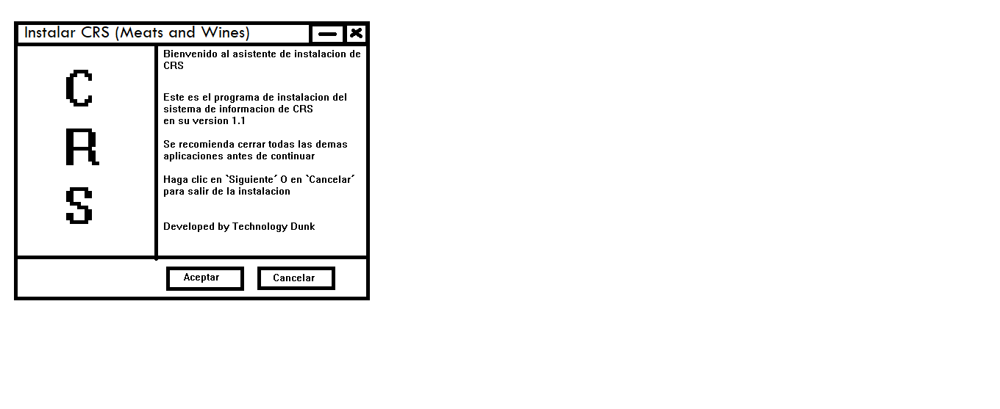 Instalar CRS (Meats and Wines)
C
R
S
Bienvenido al asistente de instalacion de
CRS
Este es el programa de instalacion del
sistema de informacion de CRS
en su version 1.1
Se recomienda cerrar todas las demas
aplicaciones antes de continuar
Haga clic en `Siguiente´ O en `Cancelar´
para salir de la instalacion
Developed by Technology Dunk
Aceptar
Cancelar